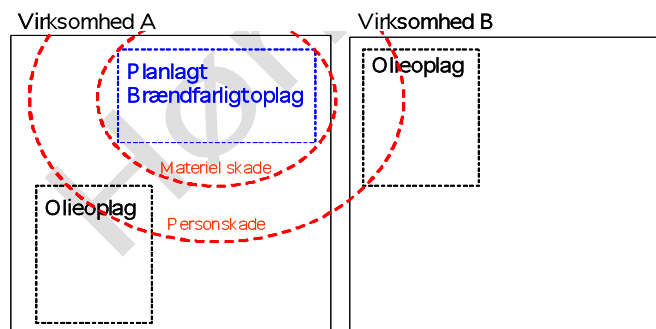 Virksomhed A
Virksomhed B
Planlagt
Brændfarligtoplag
Olieoplag
Materiel skade
Olieoplag
Personskade